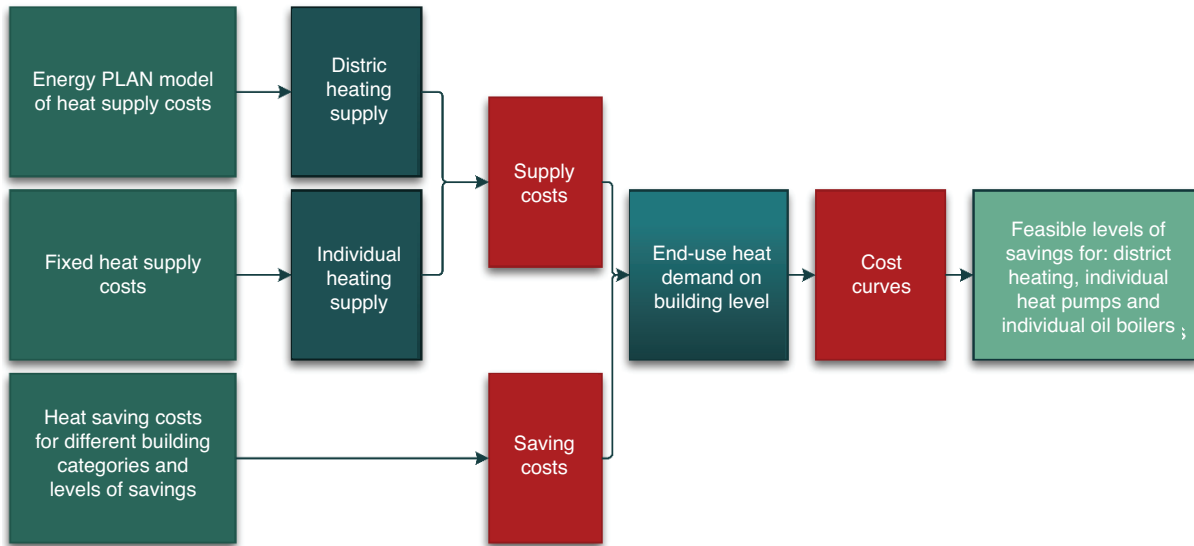 Energy PLAN model
of heat supply costs
Distric
heating
supply
Supply
costs
Fixed heat supply
costs
Individual
heating
supply
End-use heat
demand on
building level
Cost
curves
Feasible levels of
savings for: district
heating, individual
heat pumps and
individual oil boilers
s
Heat saving costs
for different building
categories and
levels of savings
Saving
costs